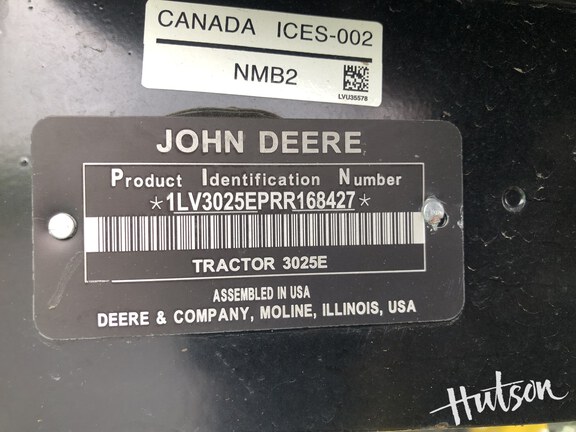 CANADA ICES-002
NMB2
LVU35578
JOHN DEERE
Product Identification Number
*1LV3025EPRR168427*
TRACTOR 3025E
ASSEMBLED IN USA
DEERE & COMPANY, MOLINE, ILLINOIS, USA
Hutson